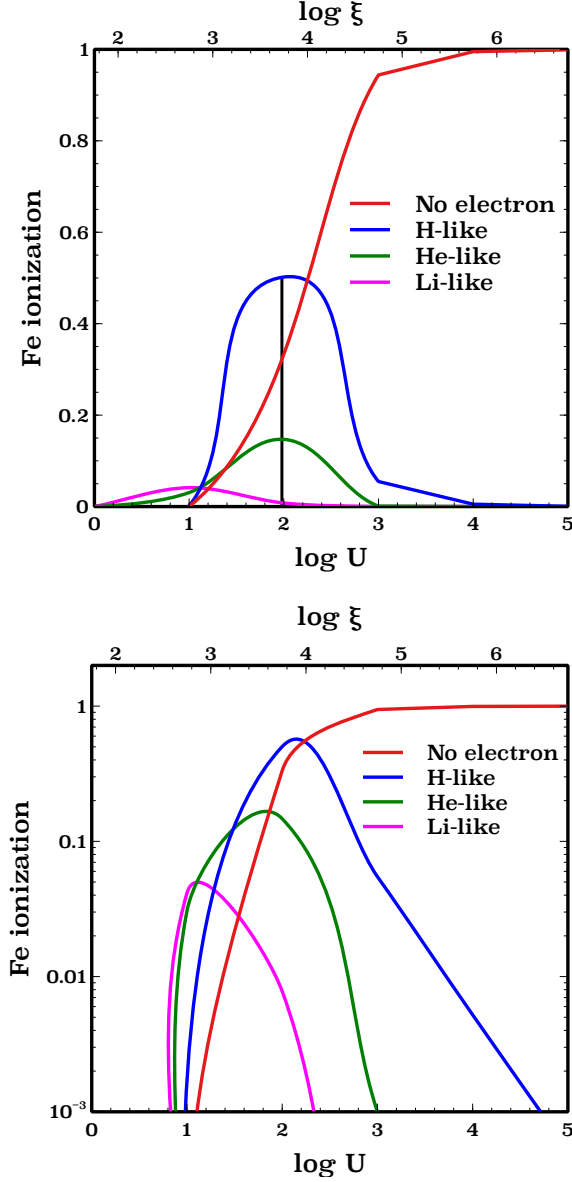 log ξ
2 3 4 5 6
1
0.8
0.6
0.4
0.2
0
Fe ionization
No electron
H-like
He-like
Li-like
0 1 2 3 4 5
log U
log ξ
2 3 4 5 6
1
0.1
0.01
10⁻³
Fe ionization
No electron
H-like
He-like
Li-like
0 1 2 3 4 5
log U